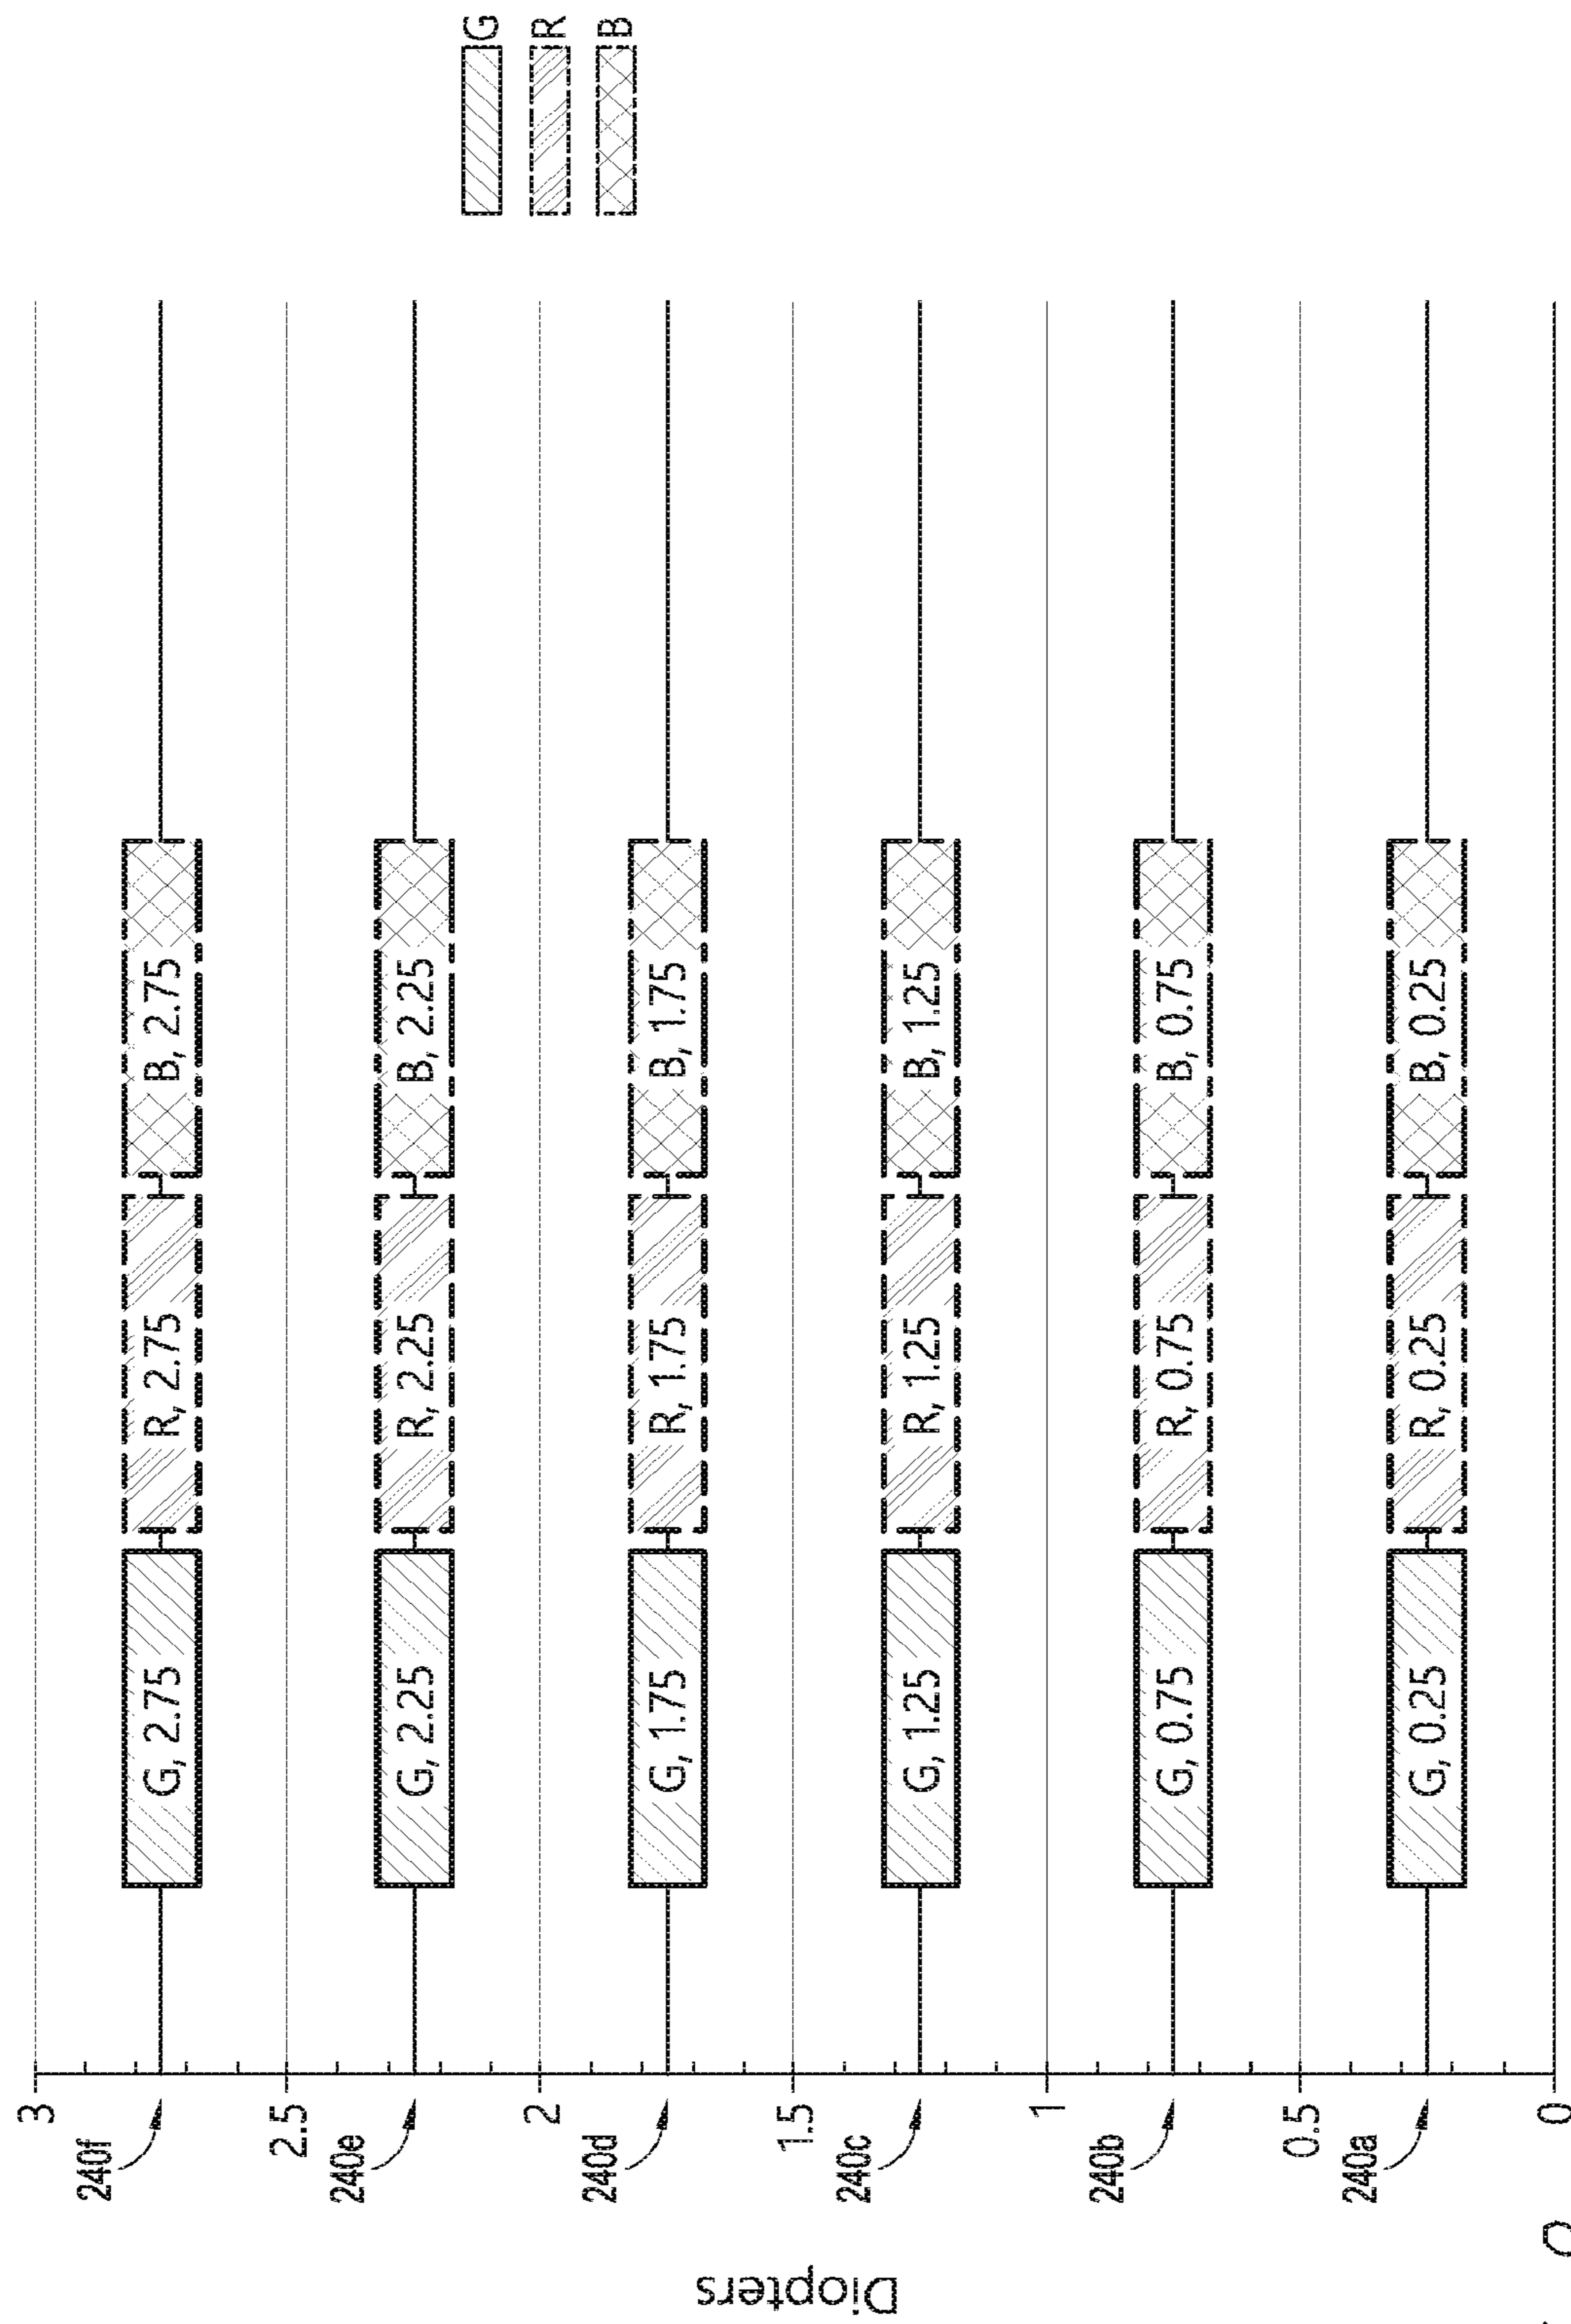 3
240f
G, 2.75
R, 2.75
B, 2.75
2.5
240e
G, 2.25
R, 2.25
B, 2.25
2
240d
G, 1.75
R, 1.75
B, 1.75
1.5
240c
G, 1.25
R, 1.25
B, 1.25
1
240b
G, 0.75
R, 0.75
B, 0.75
0.5
240a
G, 0.25
R, 0.25
B, 0.25
0
Diopters
G
R
B